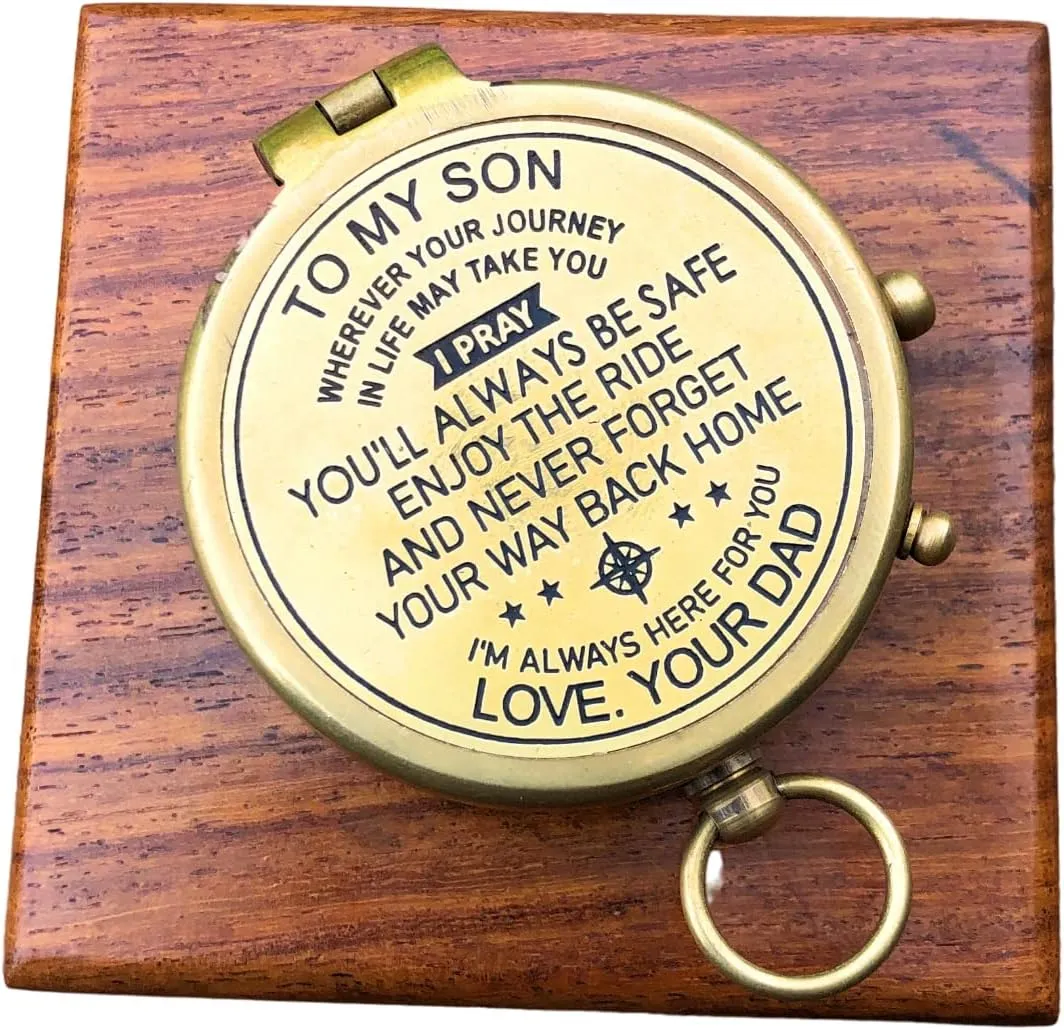 TO MY SON
WHEREVER YOUR JOURNEY
IN LIFE MAY TAKE YOU
I PRAY
YOU'LL ALWAYS BE SAFE
ENJOY THE RIDE
AND NEVER FORGET
YOUR WAY BACK HOME
I'M ALWAYS HERE FOR YOU
LOVE. YOUR DAD